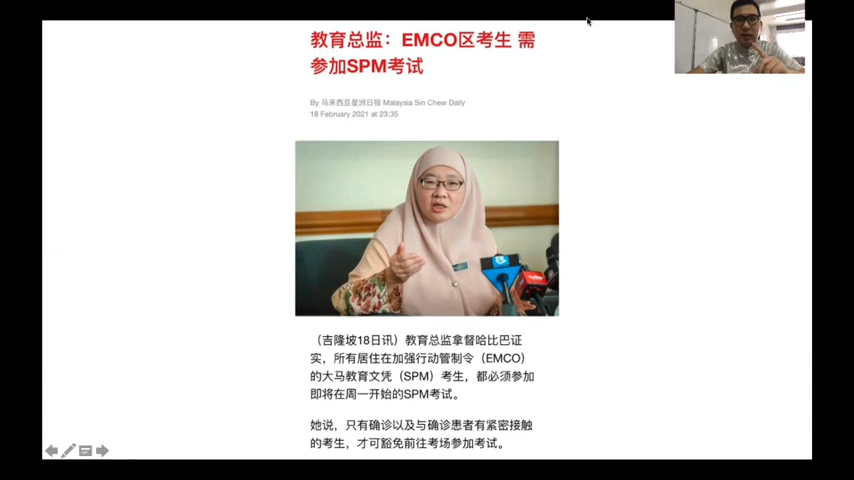 教育总监：EMCO区考生 需
参加SPM考试
By 马来西亚星洲日报 Malaysia Sin Chew Daily
18 February 2021 at 23:35
（吉隆坡18日讯）教育总监拿督哈比巴证
实，所有居住在加强行动管制令（EMCO）
的大马教育文凭（SPM）考生，都必须参加
即将在周一开始的SPM考试。
她说，只有确诊以及与确诊患者有紧密接触
的考生，才可豁免前往考场参加考试。